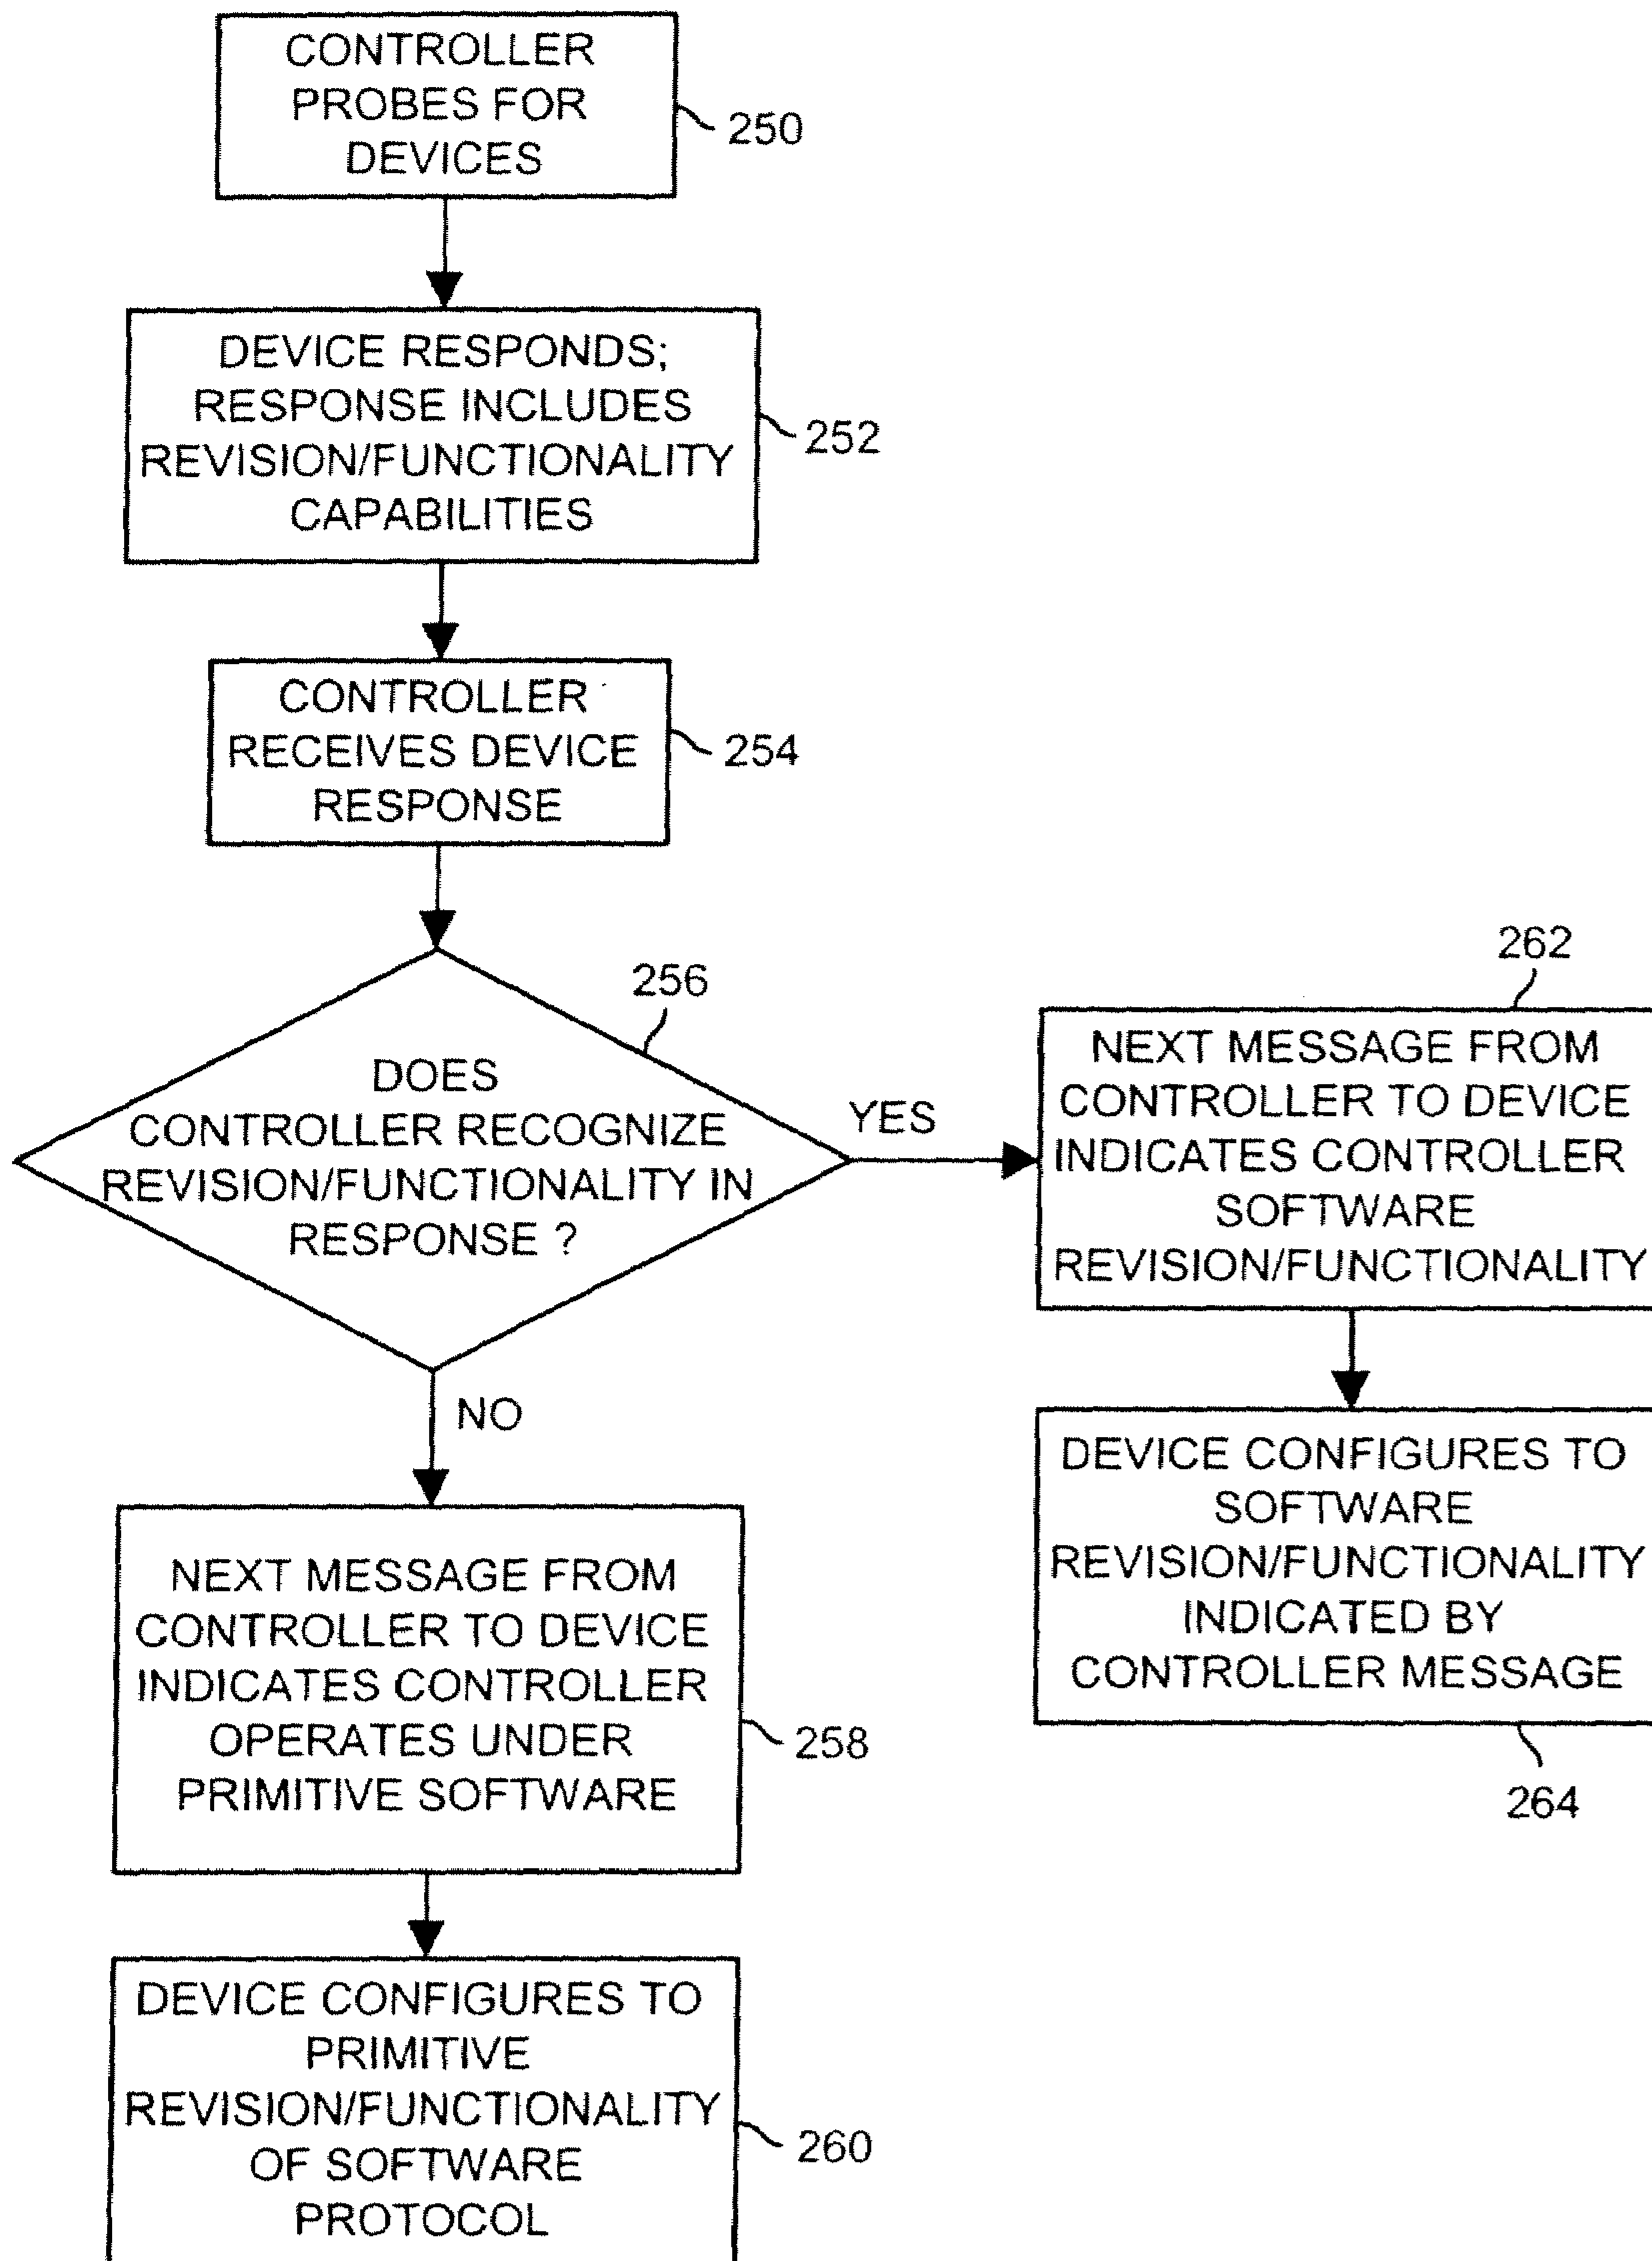 CONTROLLER
PROBES FOR
DEVICES
250
DEVICE RESPONDS;
RESPONSE INCLUDES
REVISION/FUNCTIONALITY
CAPABILITIES
252
CONTROLLER
RECEIVES DEVICE
RESPONSE
254
256
DOES
CONTROLLER RECOGNIZE
REVISION/FUNCTIONALITY IN
RESPONSE ?
YES
NO
262
NEXT MESSAGE FROM
CONTROLLER TO DEVICE
INDICATES CONTROLLER
SOFTWARE
REVISION/FUNCTIONALITY
DEVICE CONFIGURES TO
SOFTWARE
REVISION/FUNCTIONALITY
INDICATED BY
CONTROLLER MESSAGE
264
NEXT MESSAGE FROM
CONTROLLER TO DEVICE
INDICATES CONTROLLER
OPERATES UNDER
PRIMITIVE SOFTWARE
258
DEVICE CONFIGURES TO
PRIMITIVE
REVISION/FUNCTIONALITY
OF SOFTWARE
PROTOCOL
260